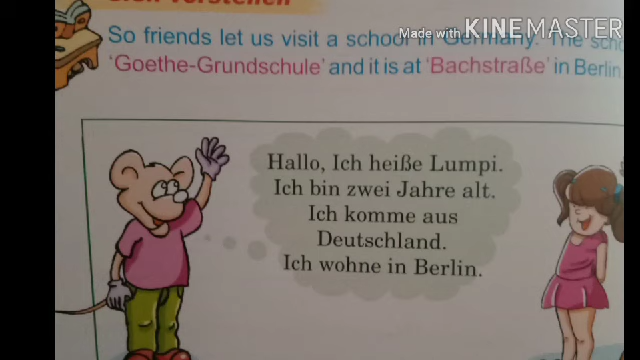 Sich vorstellen
Made with KINEMASTER
So friends let us visit a school in Germany. The
'Goethe-Grundschule' and it is at 'Bachstraße' in Berlin
Hallo, Ich heiße Lumpi.
Ich bin zwei Jahre alt.
Ich komme aus
Deutschland.
Ich wohne in Berlin.